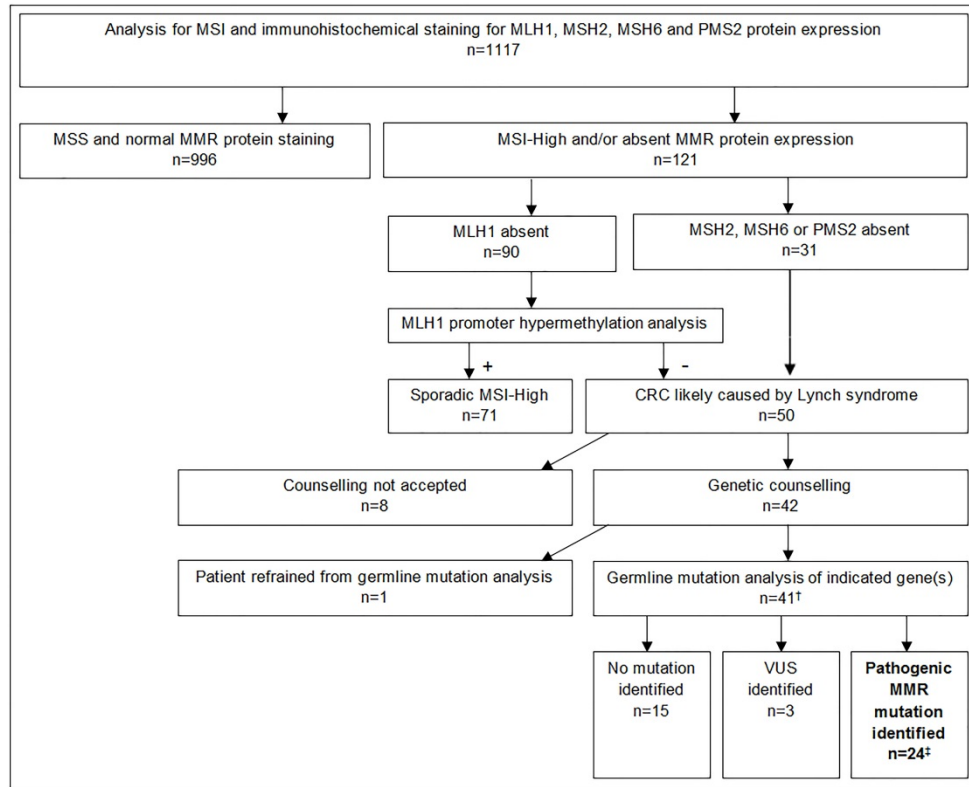 Analysis for MSI and immunohistochemical staining for MLH1, MSH2, MSH6 and PMS2 protein expression
n=1117
MSS and normal MMR protein staining
n=996
MSI-High and/or absent MMR protein expression
n=121
MLH1 absent
n=90
MSH2, MSH6 or PMS2 absent
n=31
MLH1 promoter hypermethylation analysis
+
-
Sporadic MSI-High
n=71
CRC likely caused by Lynch syndrome
n=50
Counselling not accepted
n=8
Genetic counselling
n=42
Patient refrained from germline mutation analysis
n=1
Germline mutation analysis of indicated gene(s)
n=41†
No mutation
identified
n=15
VUS
identified
n=3
Pathogenic
MMR
mutation
identified
n=24‡